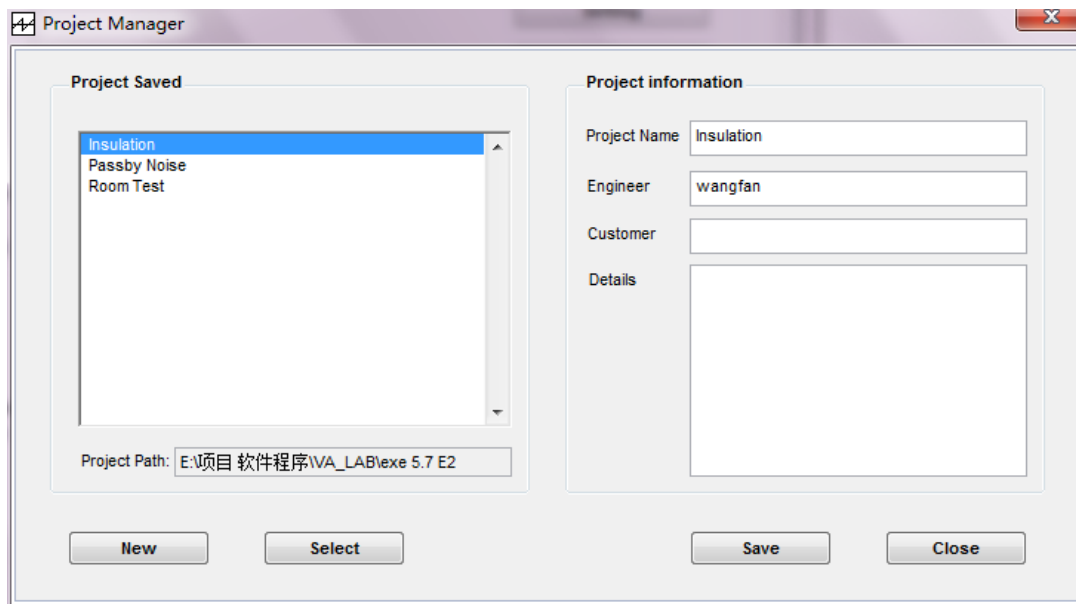 Project Manager
Project Saved
Insulation
Passby Noise
Room Test
Project Path: E:\项目 软件程序\VA_LAB\exe 5.7 E2
New
Select
Project information
Project Name Insulation
Engineer wangfan
Customer
Details
Save
Close